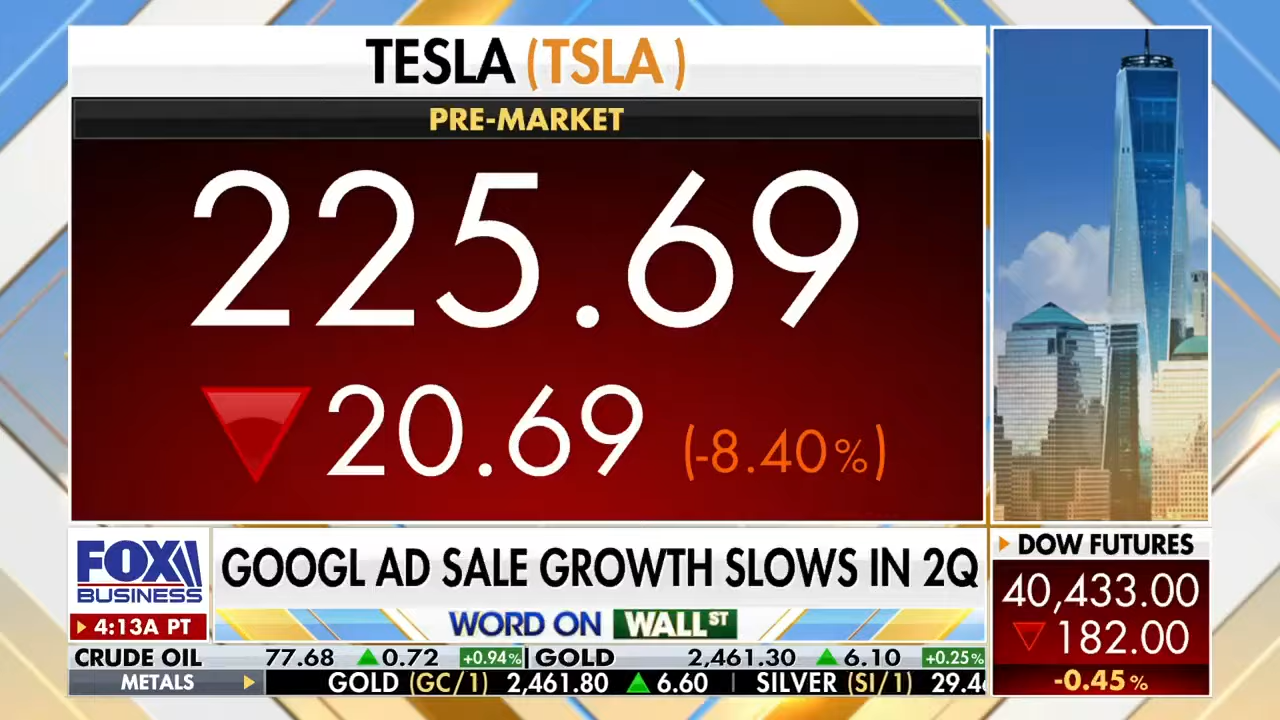 TESLA (TSLA )
PRE-MARKET
225.69
20.69 (-8.40%)
FOX
BUSINESS
4:13A PT
GOOGL AD SALE GROWTH SLOWS IN 2Q
WORD ON WALL ST
DOW FUTURES
40,433.00
182.00
-0.45%
CRUDE OIL 77.68 0.72 +0.94% GOLD 2,461.30 6.10 +0.25%
METALS GOLD (GC/1) 2,461.80 6.60 | SILVER (SI/1) 29.4